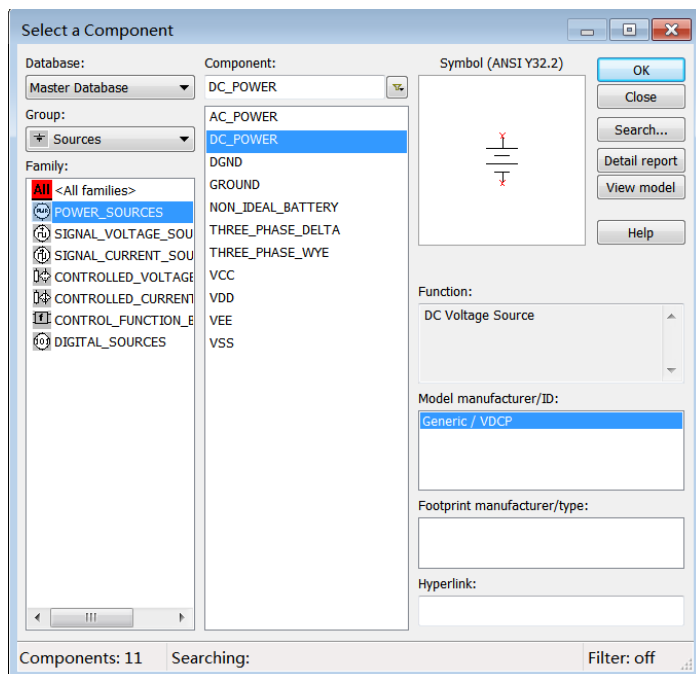 Select a Component
Database:
Master Database
Group:
Sources
Family:
All <All families>
POWER_SOURCES
SIGNAL_VOLTAGE_SOU
SIGNAL_CURRENT_SOU
CONTROLLED_VOLTAGE
CONTROLLED_CURRENT
CONTROL_FUNCTION_B
DIGITAL_SOURCES
Component:
DC_POWER
AC_POWER
DC_POWER
DGND
GROUND
NON_IDEAL_BATTERY
THREE_PHASE_DELTA
THREE_PHASE_WYE
VCC
VDD
VEE
VSS
Symbol (ANSI Y32.2)
Function:
DC Voltage Source
Model manufacturer/ID:
Generic / VDCP
Footprint manufacturer/type:
Hyperlink:
OK
Close
Search...
Detail report
View model
Help
Components: 11
Searching:
Filter: off